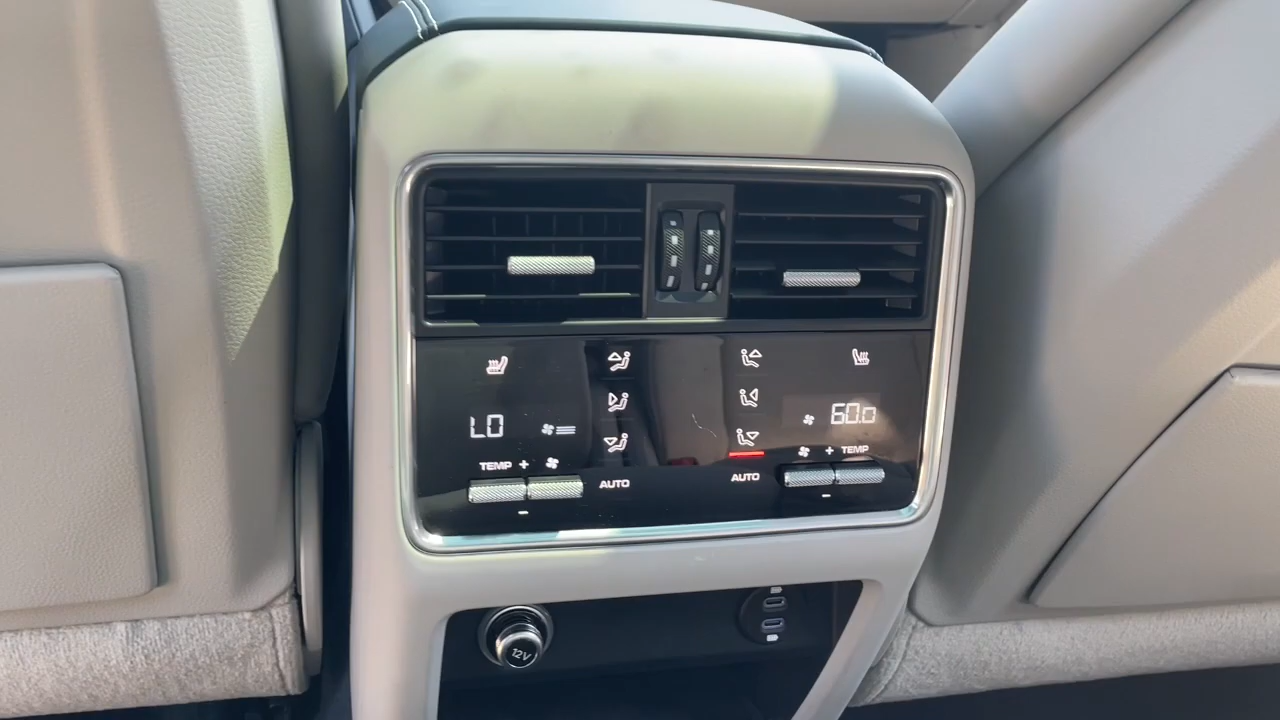 LO
60.0
TEMP +
+ TEMP
AUTO
AUTO
-
-
12V